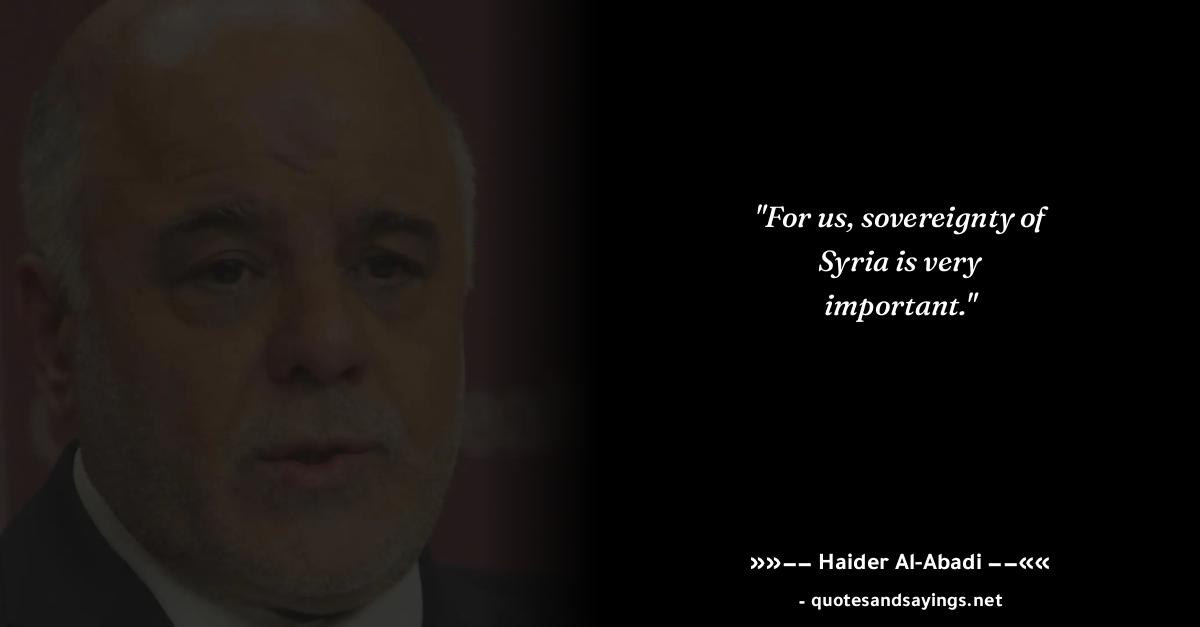 "For us, sovereignty of
Syria is very
important."
»»–– Haider Al-Abadi ––««
- quotesandsayings.net